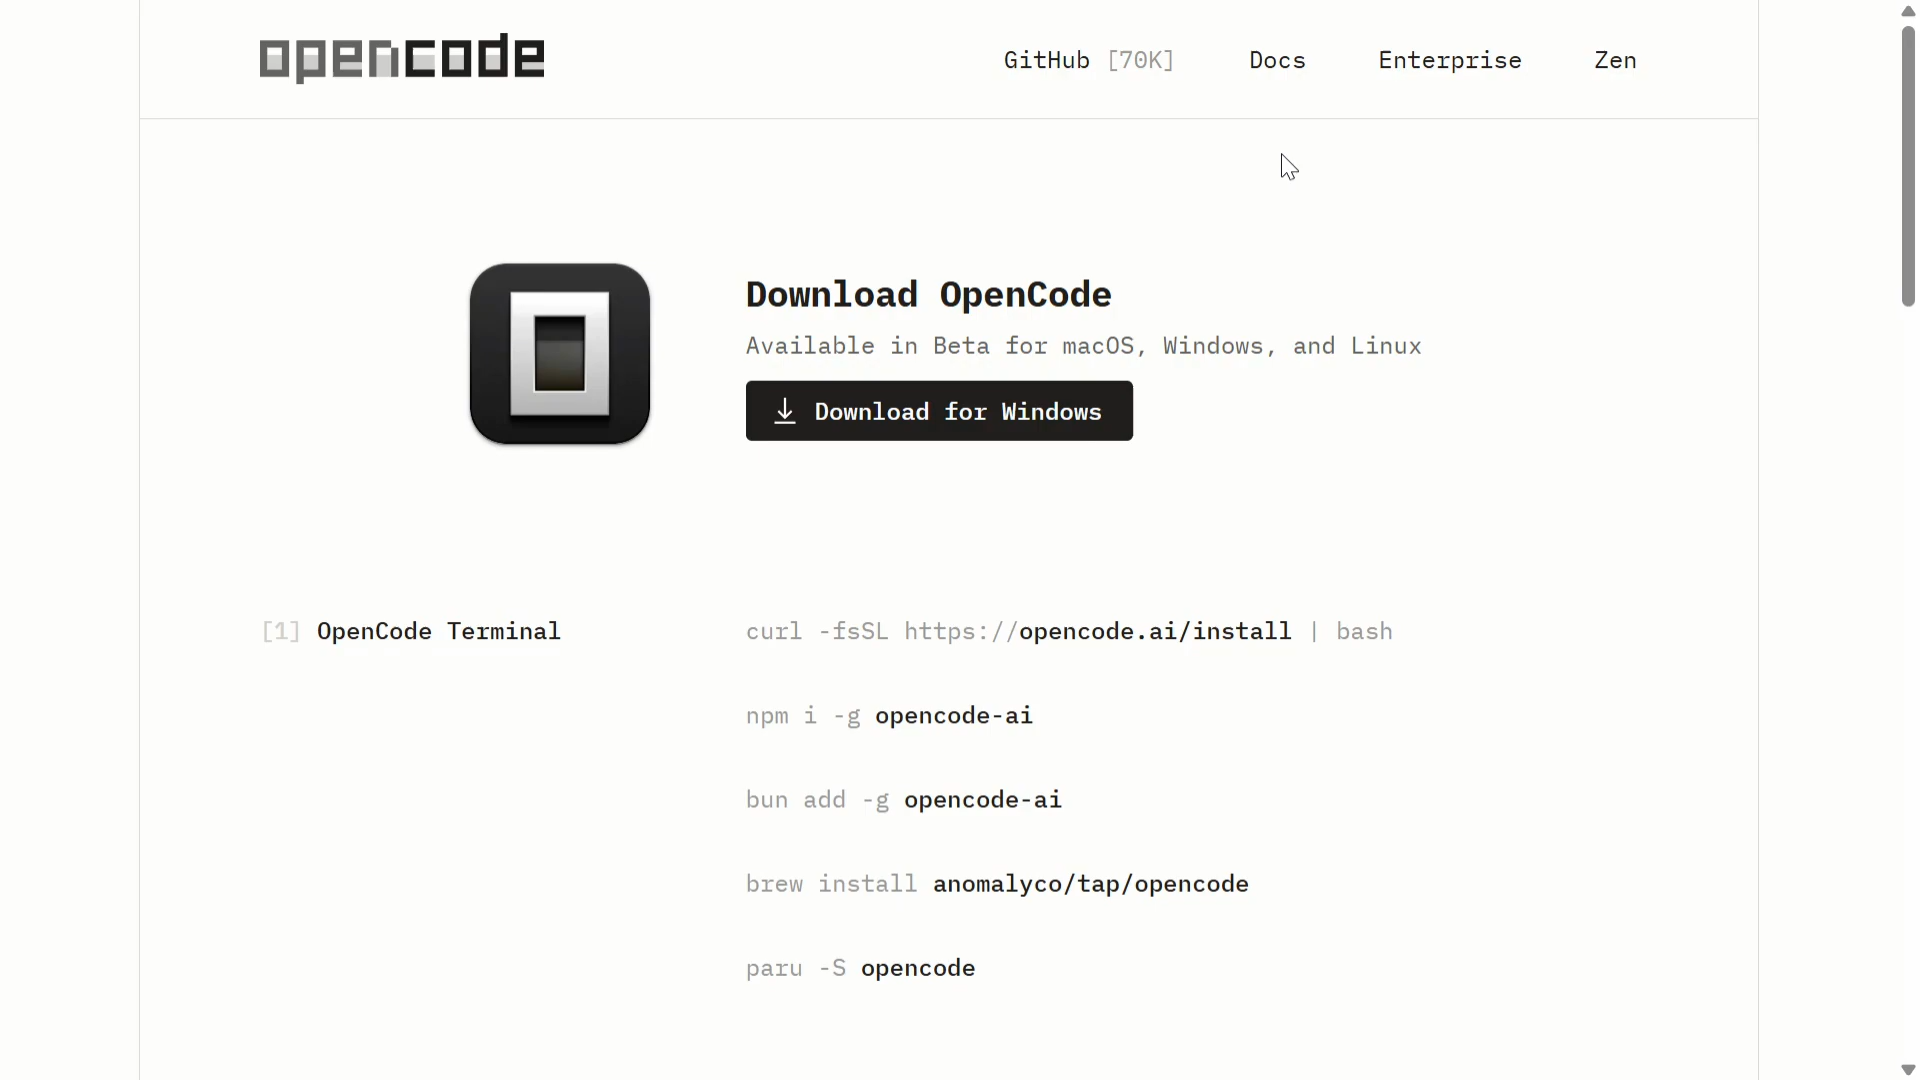 opencode
GitHub [70K]
Docs
Enterprise
Zen
Download OpenCode
Available in Beta for macOS, Windows, and Linux
Download for Windows
[1] OpenCode Terminal
curl -fsSL https://opencode.ai/install | bash
npm i -g opencode-ai
bun add -g opencode-ai
brew install anomalyco/tap/opencode
paru -S opencode